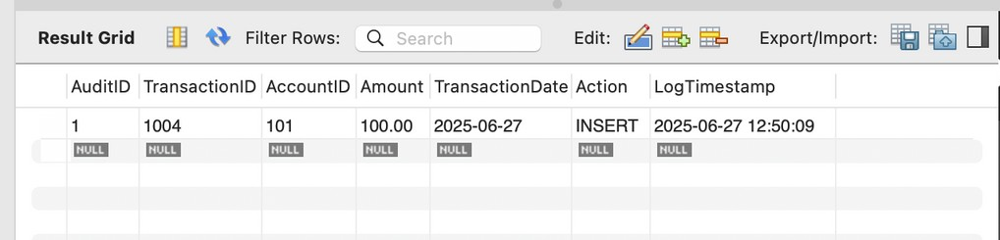 Result Grid Filter Rows: Search Edit: Export/Import:
AuditID TransactionID AccountID Amount TransactionDate Action LogTimestamp
1 1004 101 100.00 2025-06-27 INSERT 2025-06-27 12:50:09
NULL NULL NULL NULL NULL NULL NULL